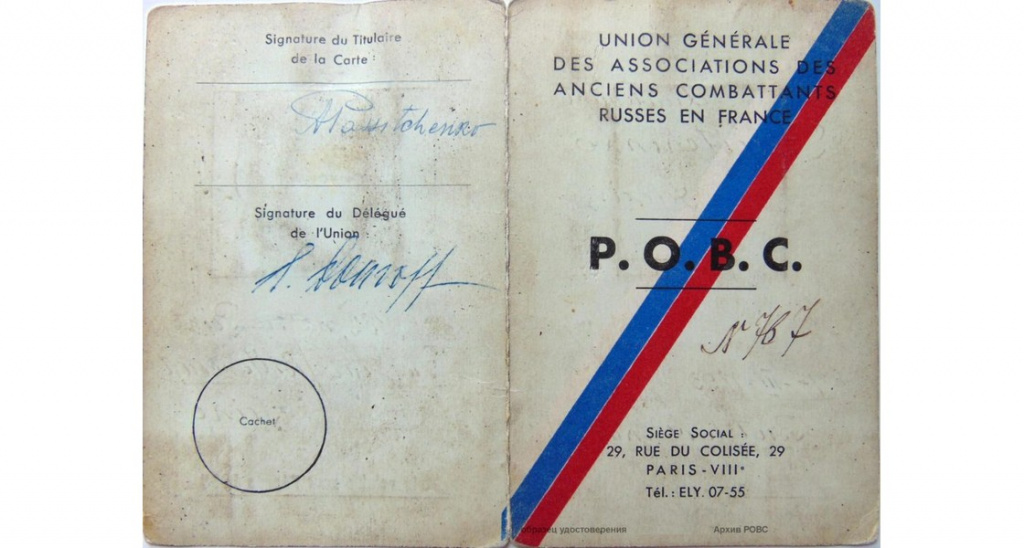 Signature du Titulaire
de la Carte :
Signature du Délégué
de l'Union :
Cachet
UNION GÉNÉRALE
DES ASSOCIATIONS DES
ANCIENS COMBATTANTS
RUSSES EN FRANCE
P. O. B. C.
N° 767
SIÈGE SOCIAL :
29, RUE DU COLISÉE, 29
PARIS - VIIIe
Tél. : ELY. 07-55
образец удостоверения
Архив РОВС